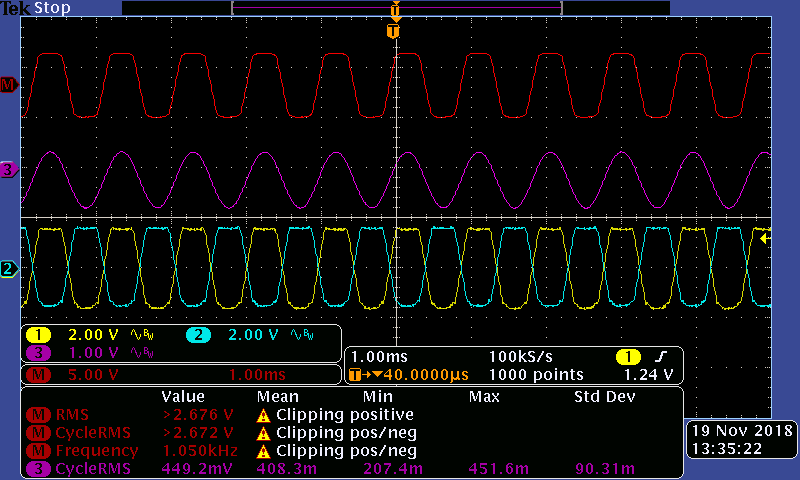 Tek Stop
T
T
M
3
2
1 2.00 V BW 2 2.00 V BW
3 1.00 V BW
M 5.00 V 1.00ms
1.00ms 100kS/s 1
T→▼40.0000µs 1000 points 1.24 V
Value Mean Min Max Std Dev
M RMS >2.676 V Clipping positive
M CycleRMS >2.672 V Clipping pos/neg
M Frequency >1.050kHz Clipping pos/neg
3 CycleRMS 449.2mV 408.3m 207.4m 451.6m 90.31m
19 Nov 2018
13:35:22